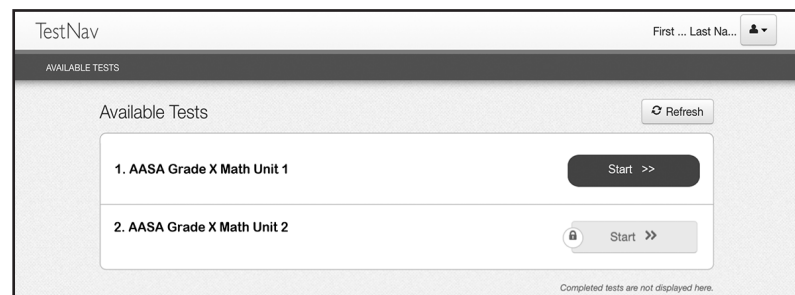 TestNav
First ... Last Na...
AVAILABLE TESTS
Available Tests
Refresh
1. AASA Grade X Math Unit 1
Start >>
2. AASA Grade X Math Unit 2
Start >>
Completed tests are not displayed here.